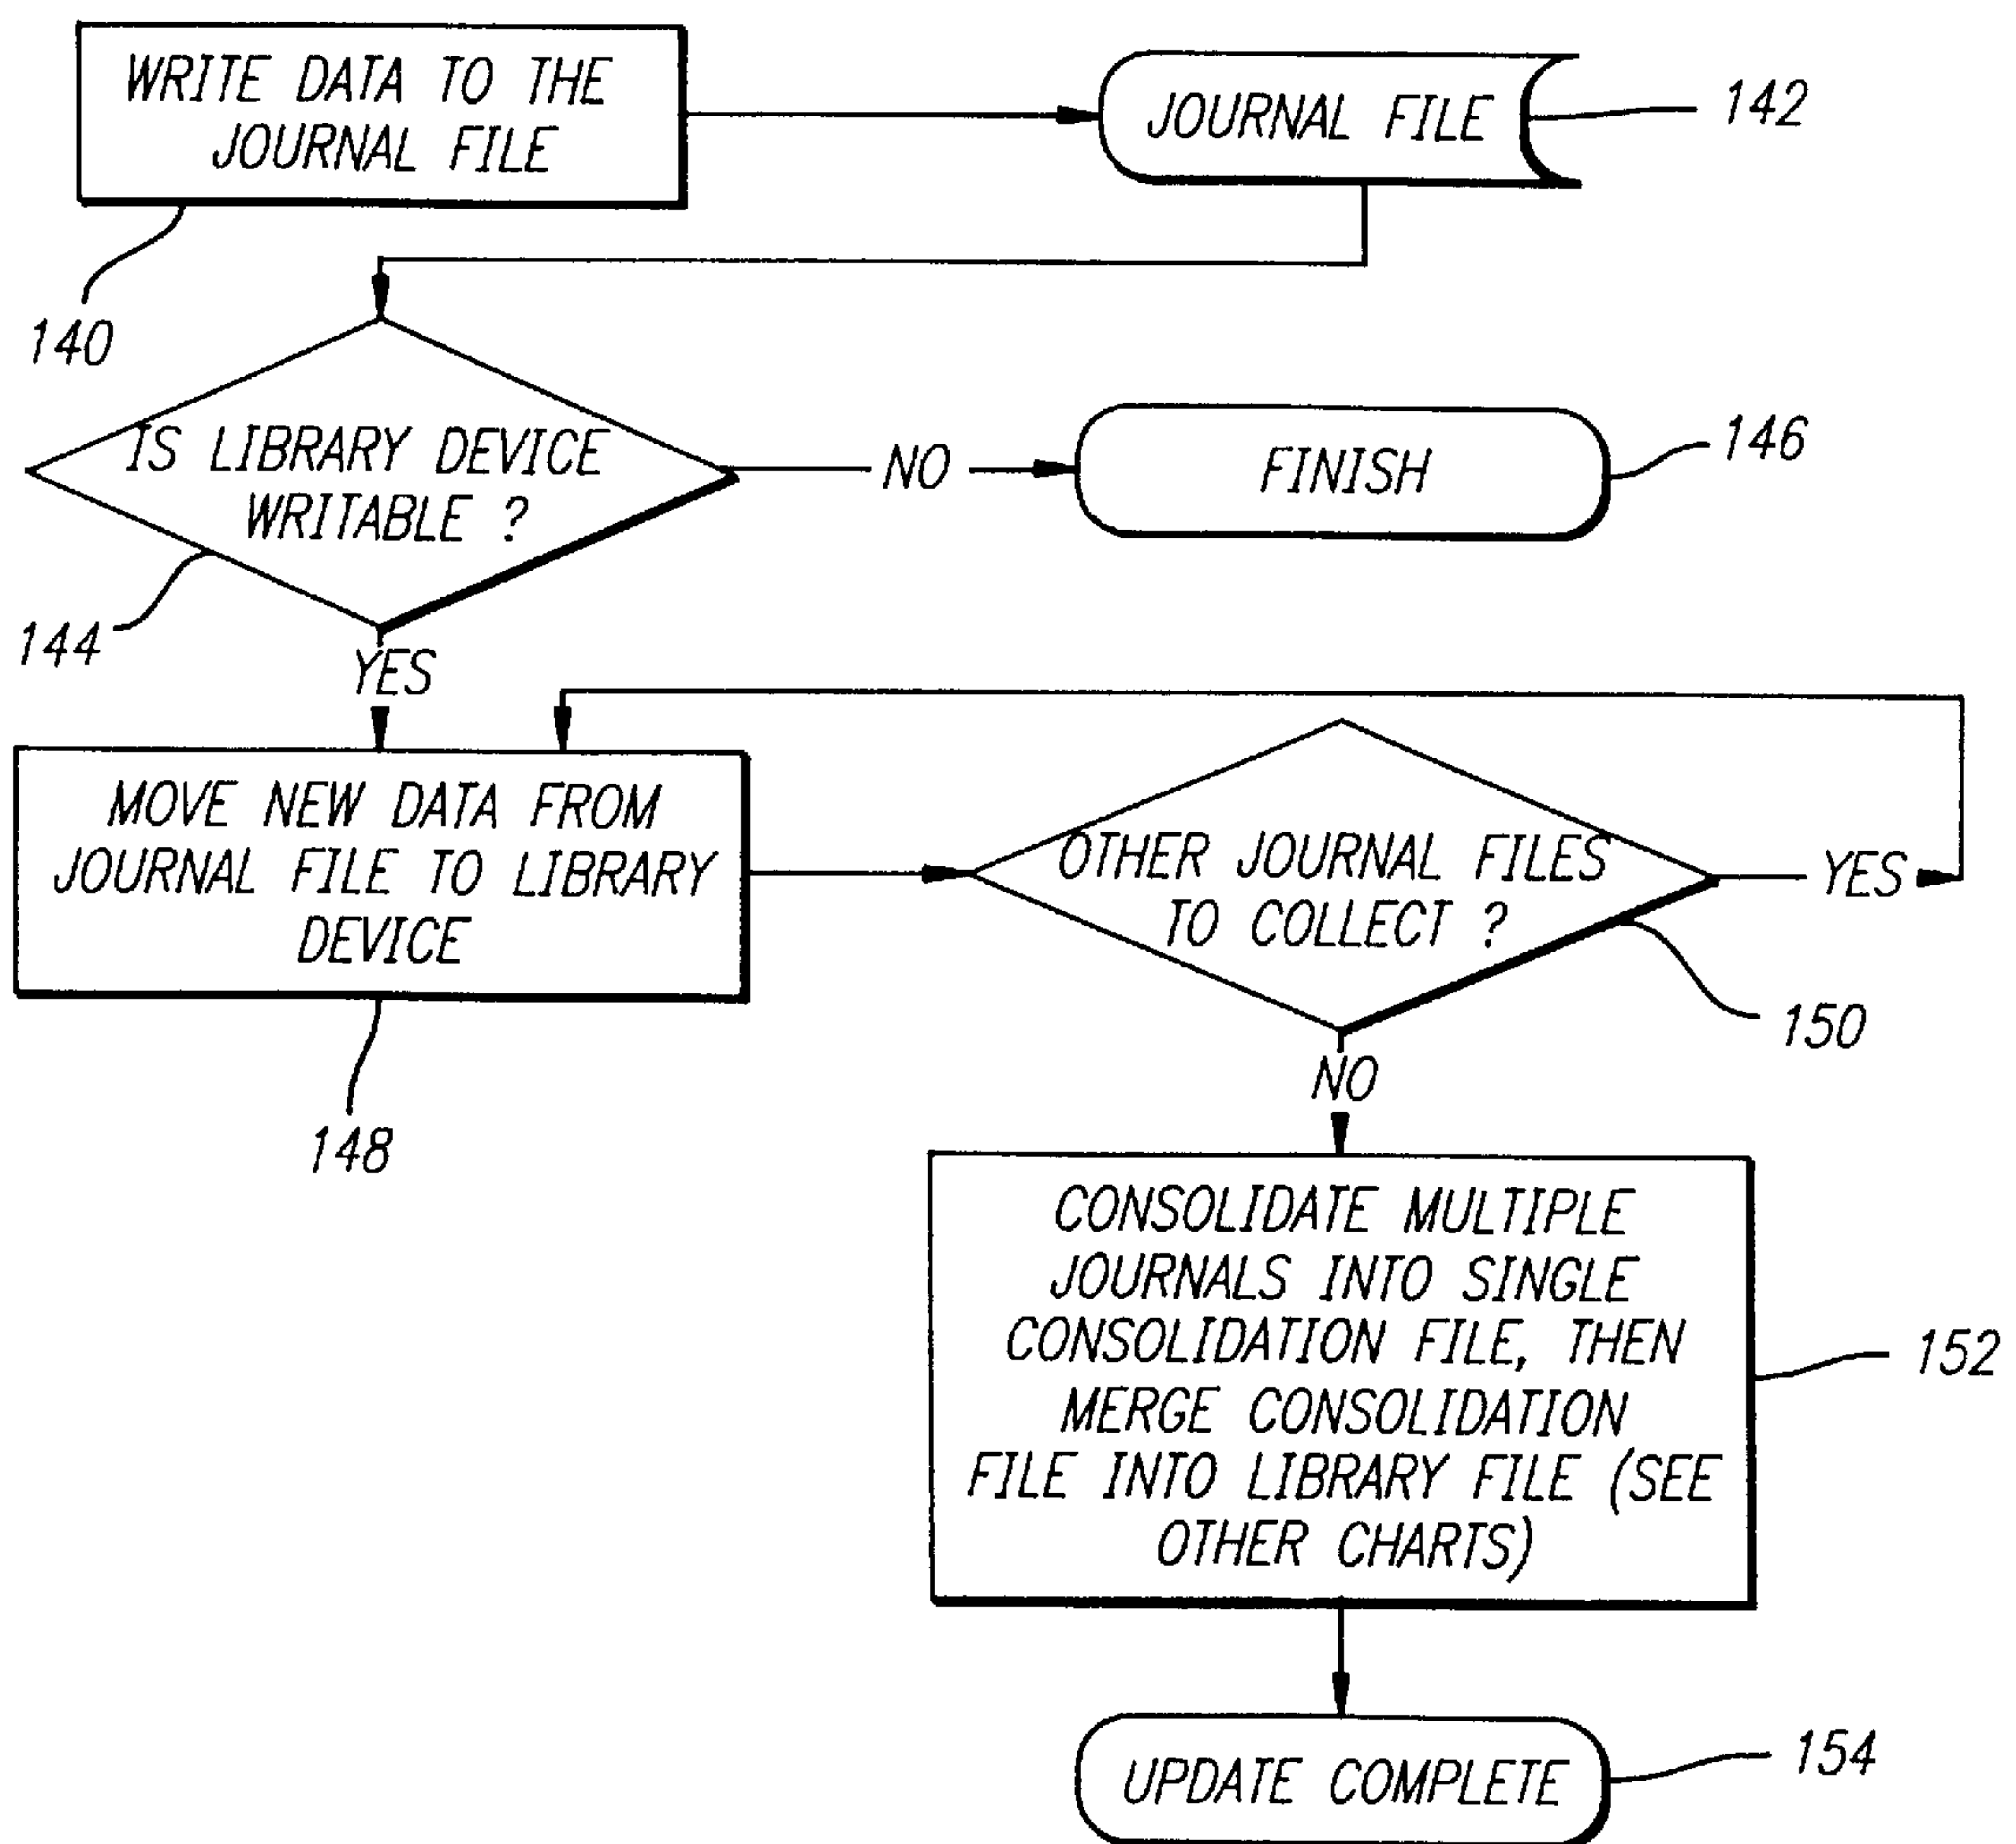 WRITE DATA TO THE
JOURNAL FILE
JOURNAL FILE
142
140
IS LIBRARY DEVICE
WRITABLE ?
NO
FINISH
146
144
YES
MOVE NEW DATA FROM
JOURNAL FILE TO LIBRARY
DEVICE
148
OTHER JOURNAL FILES
TO COLLECT ?
YES
150
NO
CONSOLIDATE MULTIPLE
JOURNALS INTO SINGLE
CONSOLIDATION FILE, THEN
MERGE CONSOLIDATION
FILE INTO LIBRARY FILE (SEE
OTHER CHARTS)
152
UPDATE COMPLETE
154